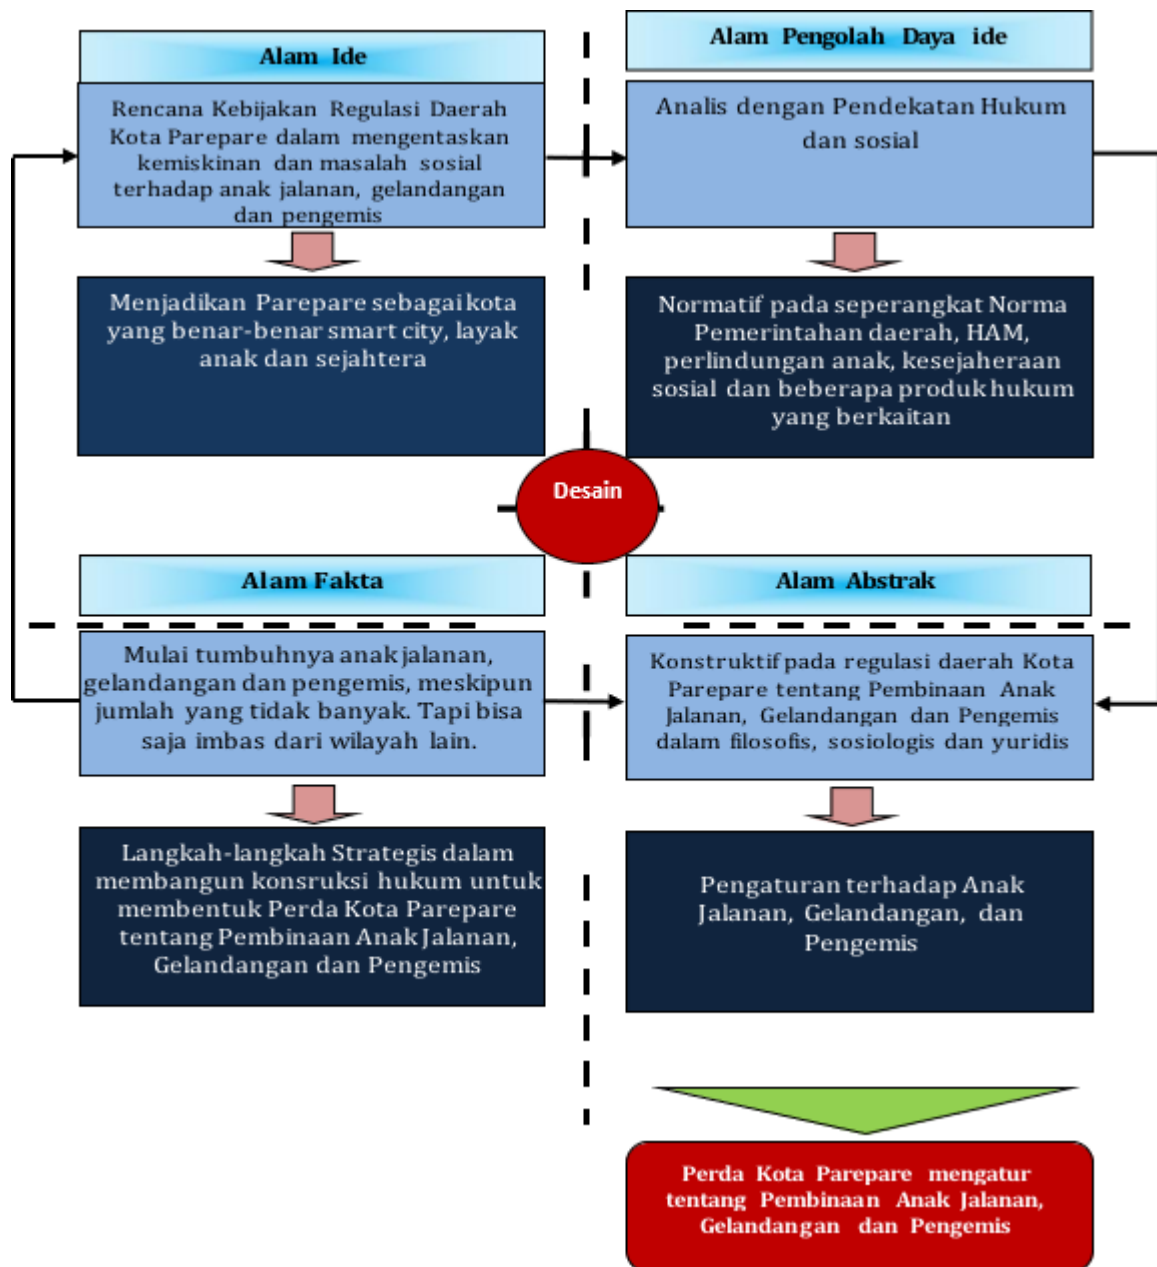 Alam Ide
Rencana Kebijakan Regulasi Daerah
Kota Parepare dalam mengentaskan
kemiskinan dan masalah sosial
terhadap anak jalanan, gelandangan
dan pengemis
Menjadikan Parepare sebagai kota
yang benar-benar smart city, layak
anak dan sejahtera
Alam Pengolah Daya ide
Analis dengan Pendekatan Hukum
dan sosial
Normatif pada seperangkat Norma
Pemerintahan daerah, HAM,
perlindungan anak, kesejaheraan
sosial dan beberapa produk hukum
yang berkaitan
Desain
Alam Fakta
Mulai tumbuhnya anak jalanan,
gelandangan dan pengemis, meskipun
jumlah yang tidak banyak. Tapi bisa
saja imbas dari wilayah lain.
Langkah-langkah Strategis dalam
membangun konsruksi hukum untuk
membentuk Perda Kota Parepare
tentang Pembinaan Anak Jalanan,
Gelandangan dan Pengemis
Alam Abstrak
Konstruktif pada regulasi daerah Kota
Parepare tentang Pembinaan Anak
Jalanan, Gelandangan dan Pengemis
dalam filosofis, sosiologis dan yuridis
Pengaturan terhadap Anak
Jalanan, Gelandangan, dan
Pengemis
Perda Kota Parepare mengatur
tentang Pembinaan Anak Jalanan,
Gelandangan dan Pengemis